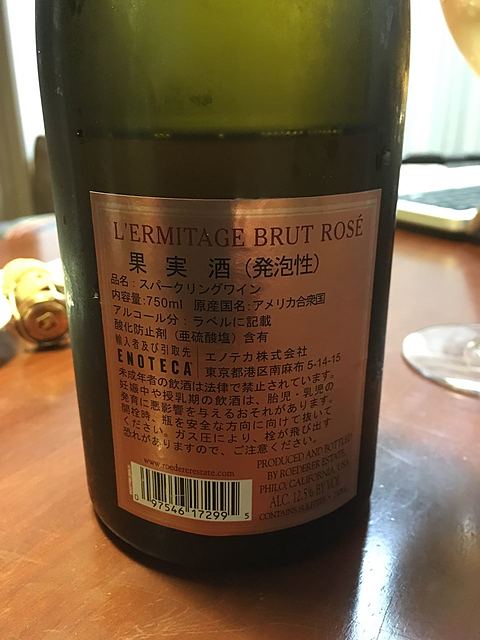 L'ERMITAGE BRUT ROSÉ
果実酒（発泡性）
品名：スパークリングワイン
内容量：750ml 原産国名：アメリカ合衆国
アルコール分：ラベルに記載
酸化防止剤（亜硫酸塩）含有
輸入者及び引取先
ENOTECA
エノテカ株式会社
東京都港区南麻布5-14-15
未成年者の飲酒は法律で禁止されています。
妊娠中や授乳期の飲酒は、胎児・乳児の
発育に悪影響を与えるおそれがあります。
開栓時、瓶を安全な方向に向けて抜いて
ください。ガス圧により、栓が飛び出す
恐れがありますので、ご注意ください。
www.roedererestate.com
0 97546 17299 5
PRODUCED AND BOTTLED
BY ROEDERER ESTATE,
PHILO, CALIFORNIA, USA
ALC. 12.5% BY VOL
CONTAINS SULFITES